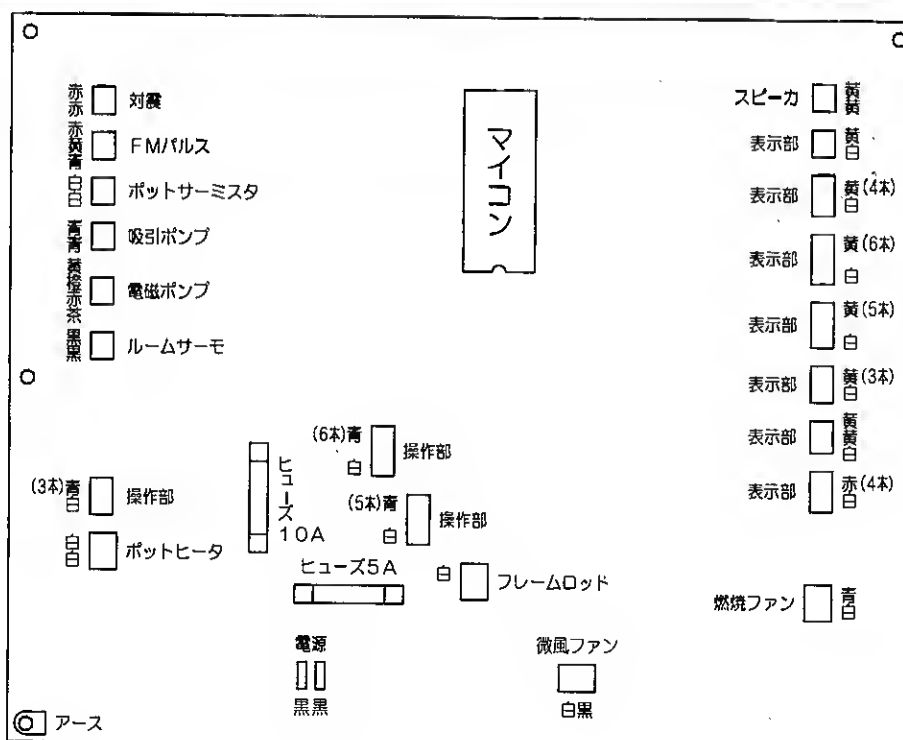 赤
赤
対震
赤
黄
青
FMパルス
白
白
ポットサーミスタ
青
青
吸引ポンプ
黄
橙
赤
茶
電磁ポンプ
黒
黒
ルームサーモ
マイコン
スピーカ
黄
黄
表示部
黄
白
表示部
黄(4本)
白
表示部
黄(6本)
白
表示部
黄(5本)
白
表示部
黄(3本)
白
表示部
黄
黄
白
表示部
赤(4本)
白
(6本)青
白
操作部
ヒューズ
10A
(5本)青
白
操作部
(3本)青
白
操作部
白
白
ポットヒータ
ヒューズ5A
白
フレームロッド
燃焼ファン
青
白
電源
黒黒
微風ファン
白黒
アース